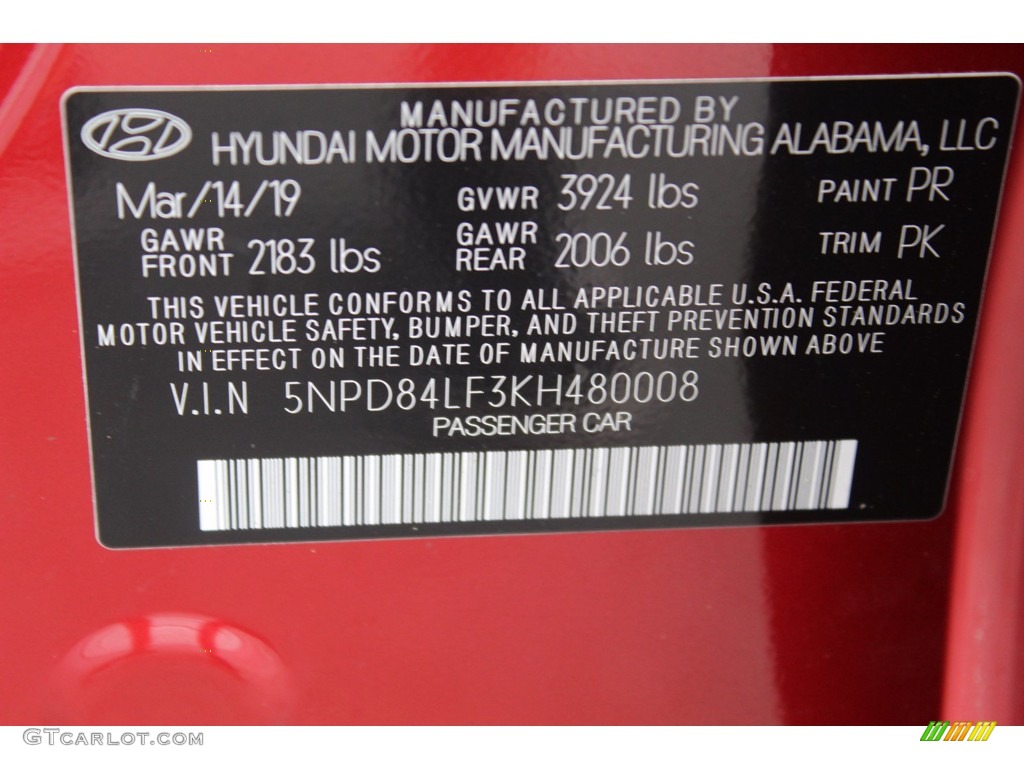 MANUFACTURED BY
HYUNDAI MOTOR MANUFACTURING ALABAMA, LLC
Mar/14/19 GVWR 3924 lbs PAINT PR
GAWR FRONT 2183 lbs GAWR REAR 2006 lbs TRIM PK
THIS VEHICLE CONFORMS TO ALL APPLICABLE U.S.A. FEDERAL
MOTOR VEHICLE SAFETY, BUMPER, AND THEFT PREVENTION STANDARDS
IN EFFECT ON THE DATE OF MANUFACTURE SHOWN ABOVE
V.I.N 5NPD84LF3KH480008
PASSENGER CAR
GTCARLOT.COM